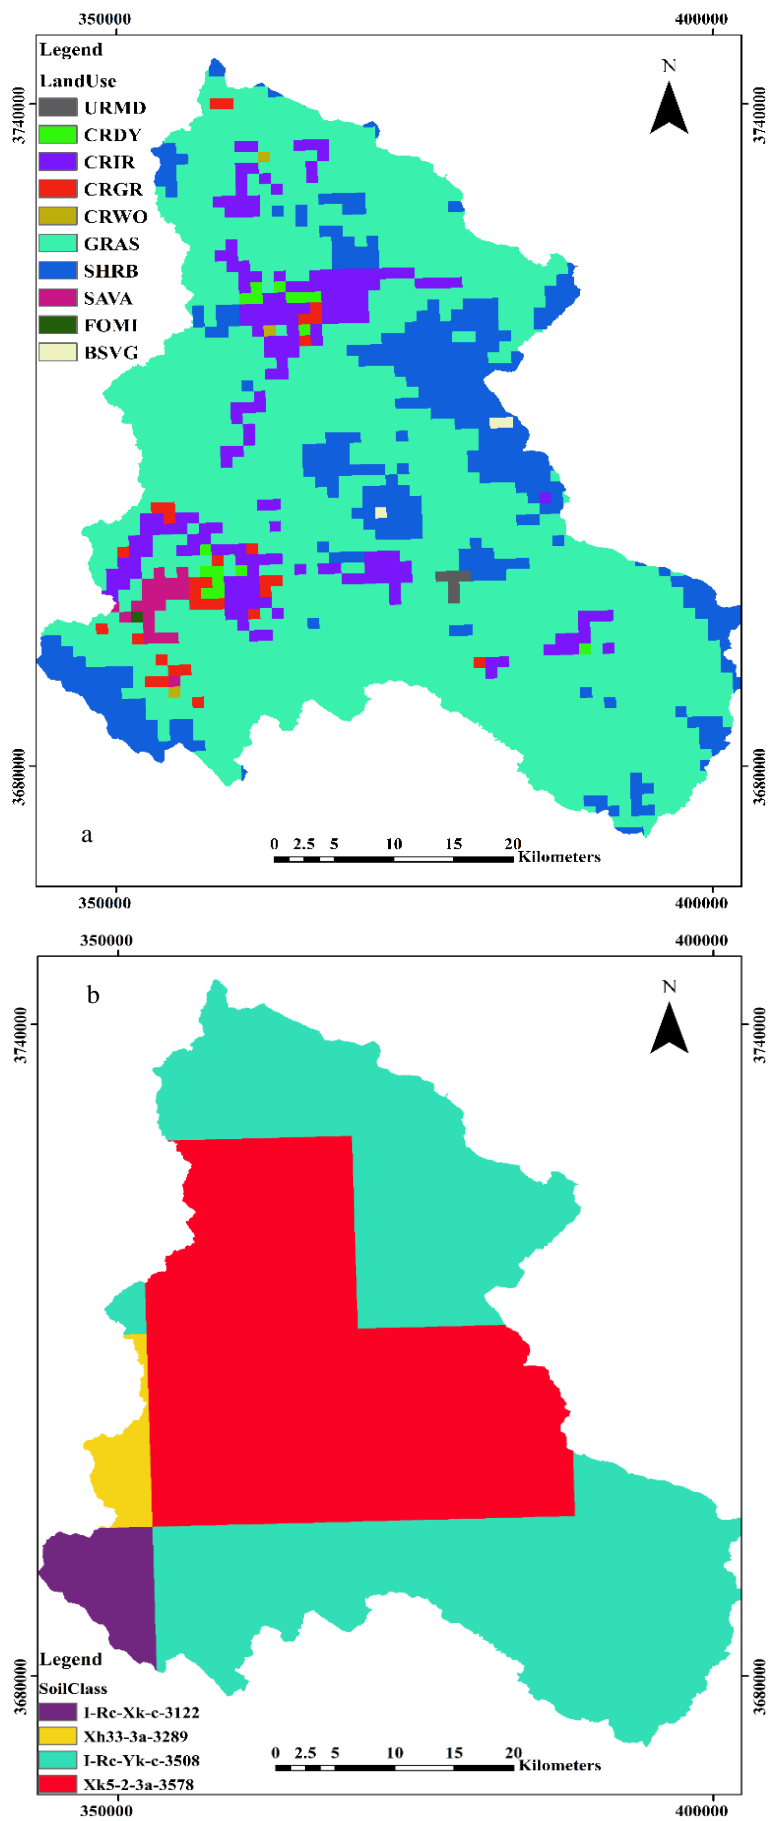 350000 400000
Legend
N
LandUse
3740000 3740000
URMD
CRDY
CRIR
CRGR
CRWO
GRAS
SHRB
SAVA
FOMI
BSVG
3680000 3680000
a
0 2.5 5 10 15 20
Kilometers
350000 400000
350000 400000
b
N
3740000 3740000
Legend
3680000 3680000
SoilClass
I-Rc-Xk-c-3122
Xh33-3a-3289
I-Rc-Yk-c-3508
Xk5-2-3a-3578
0 2.5 5 10 15 20
Kilometers
350000 400000